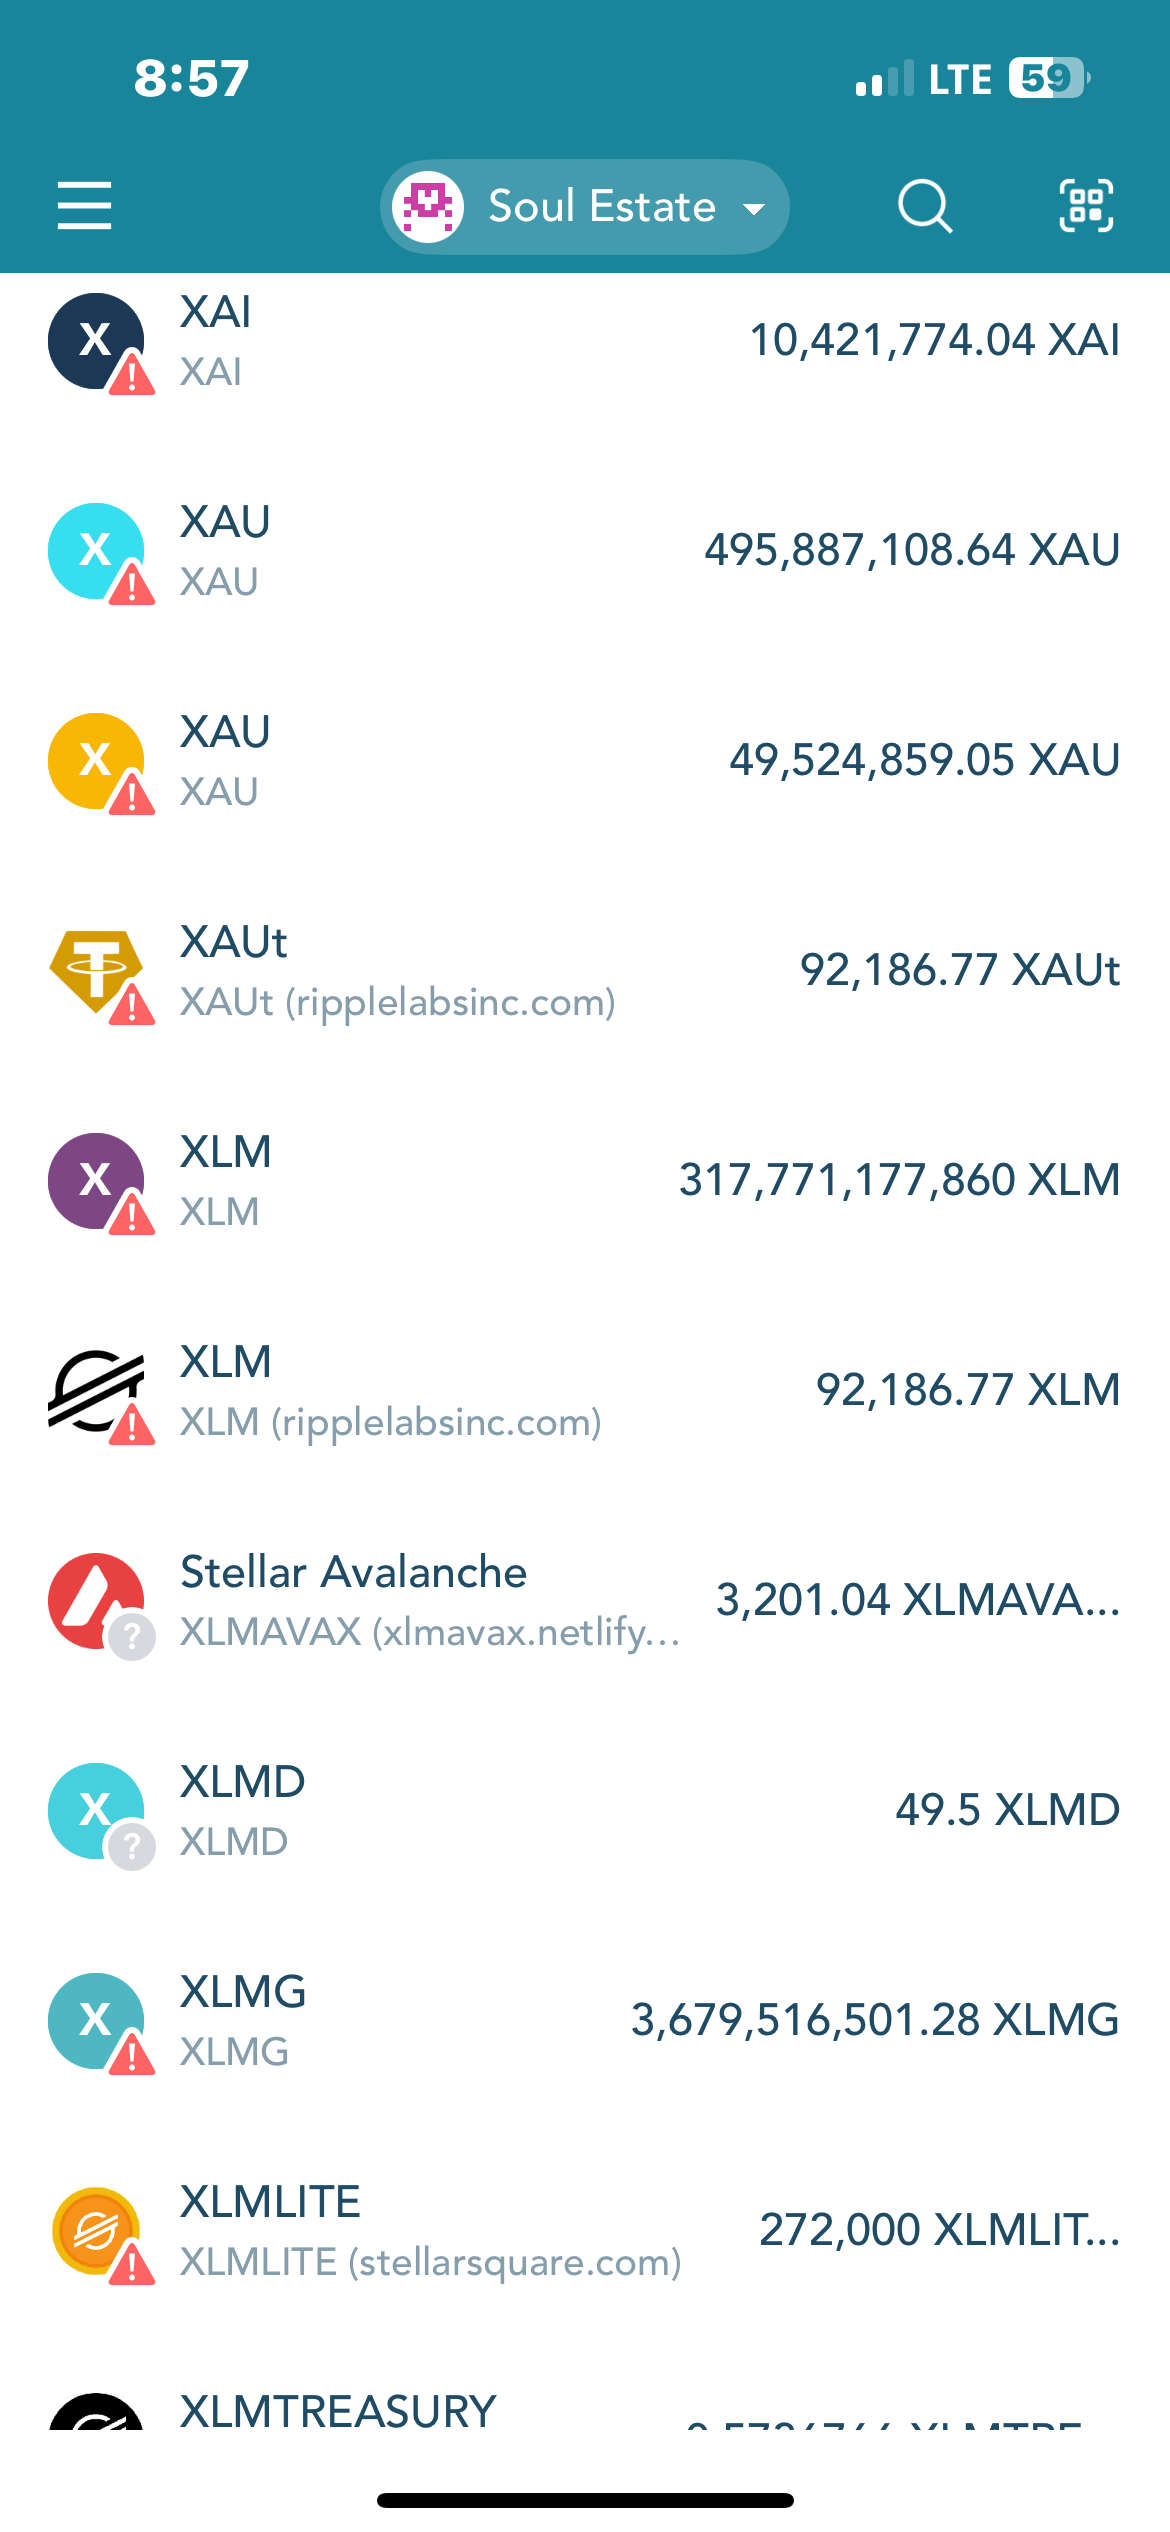 8:57
LTE 59
Soul Estate
X
XAI
XAI
10,421,774.04 XAI
X
XAU
XAU
495,887,108.64 XAU
X
XAU
XAU
49,524,859.05 XAU
XAUt
XAUt (ripplelabsinc.com)
92,186.77 XAUt
X
XLM
XLM
317,771,177,860 XLM
XLM
XLM (ripplelabsinc.com)
92,186.77 XLM
Stellar Avalanche
XLMAVAX (xlmavax.netlify...
3,201.04 XLMAVA...
?
X
XLMD
XLMD
49.5 XLMD
?
X
XLMG
XLMG
3,679,516,501.28 XLMG
XLMLITE
XLMLITE (stellarsquare.com)
272,000 XLMLIT...
XLMTREASURY